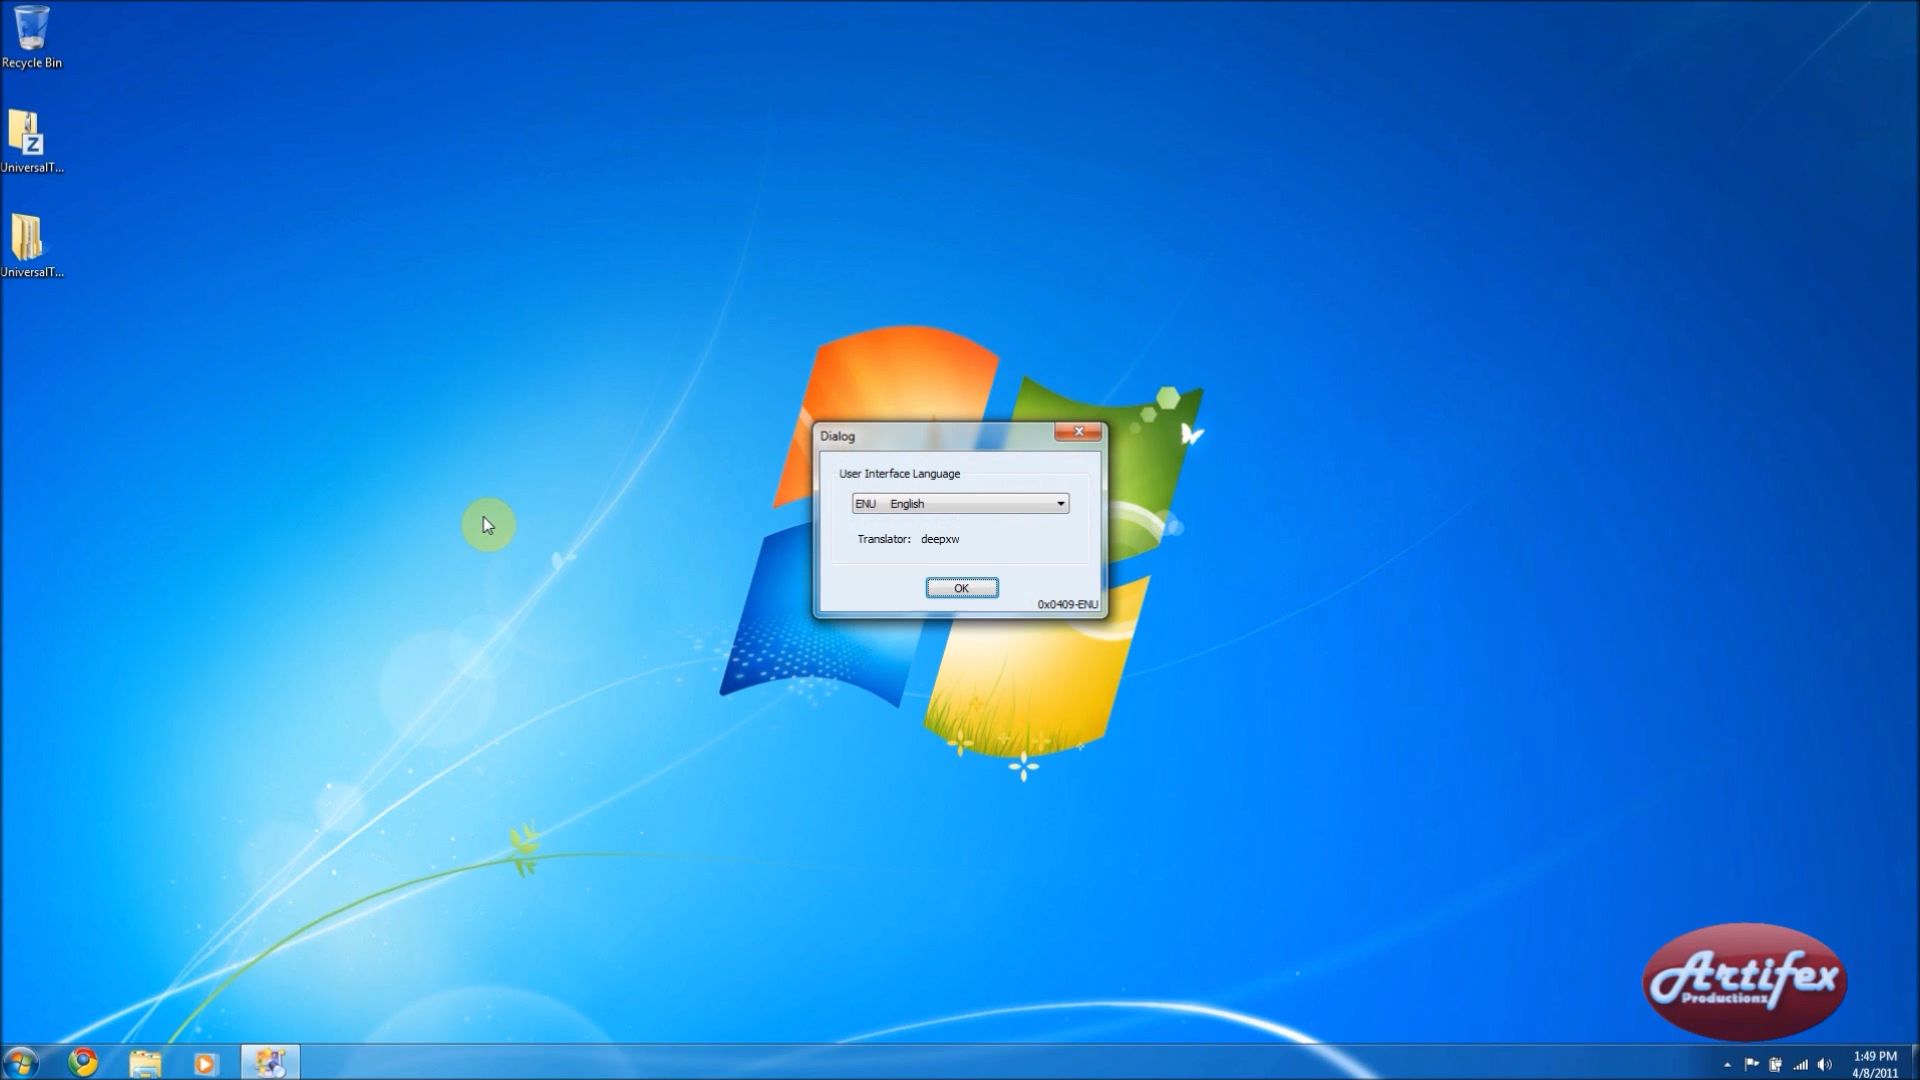 Recycle Bin
UniversalT...
UniversalT...
Dialog
User Interface Language
ENU English
Translator: deepxw
OK
0x0409-ENU
Artifex
Productionz
1:49 PM
4/8/2011